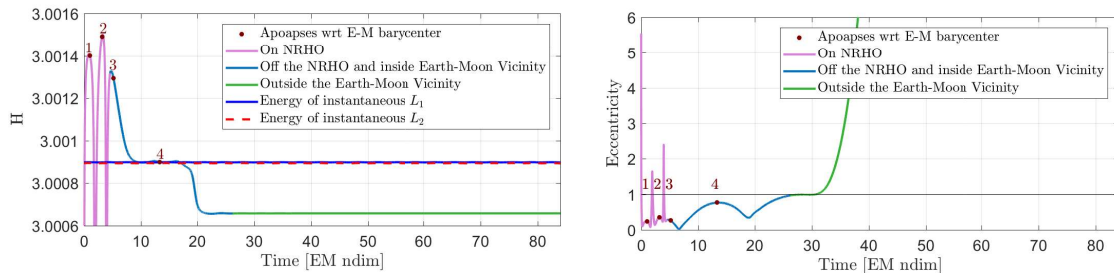 3.0016
3.0014
3.0012
3.001
3.0008
3.0006
H
1
2
3
4
Apoapses wrt E-M barycenter
On NRHO
Off the NRHO and inside Earth-Moon Vicinity
Outside the Earth-Moon Vicinity
Energy of instantaneous L1
Energy of instantaneous L2
0 10 20 30 40 50 60 70 80
Time [EM ndim]
6
5
4
3
2
1
0
Ecccentricity
1 2 3
4
Apoapses wrt E-M barycenter
On NRHO
Off the NRHO and inside Earth-Moon Vicinity
Outside the Earth-Moon Vicinity
0 10 20 30 40 50 60 70 80
Time [EM ndim]